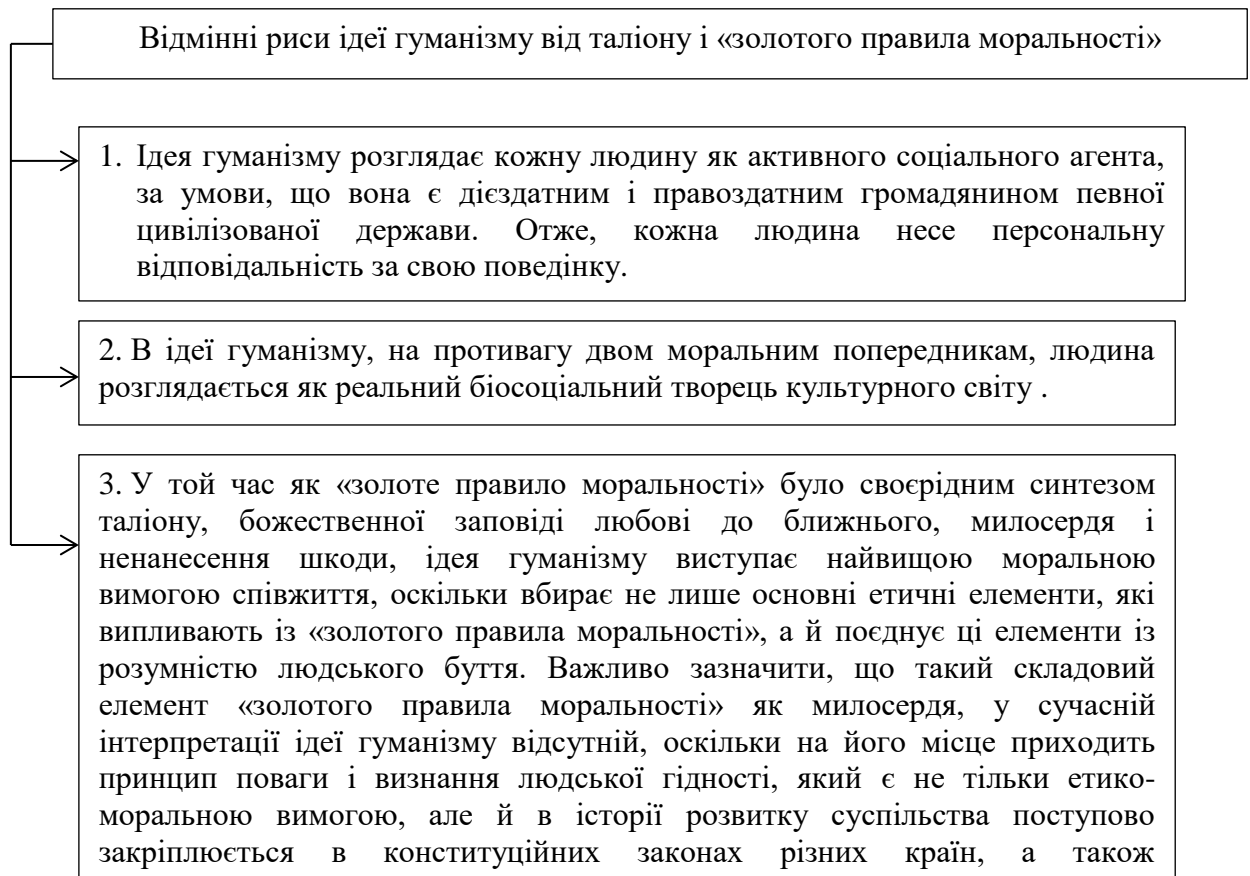 Відмінні риси ідеї гуманізму від таліону і «золотого правила моральності»
1. Ідея гуманізму розглядає кожну людину як активного соціального агента,
за умови, що вона є дієздатним і правоздатним громадянином певної
цивілізованої держави. Отже, кожна людина несе персональну
відповідальність за свою поведінку.
2. В ідеї гуманізму, на противагу двом моральним попередникам, людина
розглядається як реальний біосоціальний творець культурного світу .
3. У той час як «золоте правило моральності» було своєрідним синтезом
таліону, божественної заповіді любові до ближнього, милосердя і
ненанесення шкоди, ідея гуманізму виступає найвищою моральною
вимогою співжиття, оскільки вбирає не лише основні етичні елементи, які
випливають із «золотого правила моральності», а й поєднує ці елементи із
розумністю людського буття. Важливо зазначити, що такий складовий
елемент «золотого правила моральності» як милосердя, у сучасній
інтерпретації ідеї гуманізму відсутній, оскільки на його місце приходить
принцип поваги і визнання людської гідності, який є не тільки етико-
моральною вимогою, але й в історії розвитку суспільства поступово
закріплюється в конституційних законах різних країн, а також